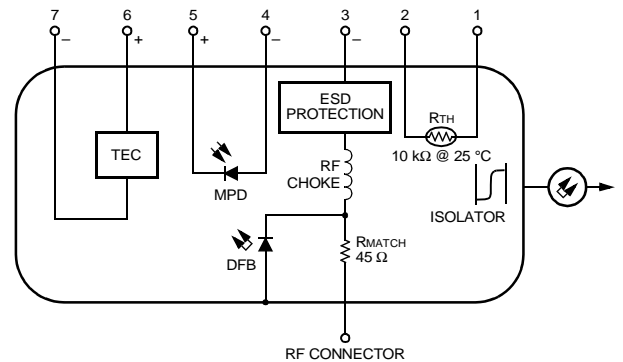 7 6 5 4 3 2 1
– + + – –
ESD
PROTECTION
RTH
10 kΩ @ 25 °C
TEC
MPD
RF
CHOKE
ISOLATOR
DFB
RMATCH
45 Ω
RF CONNECTOR